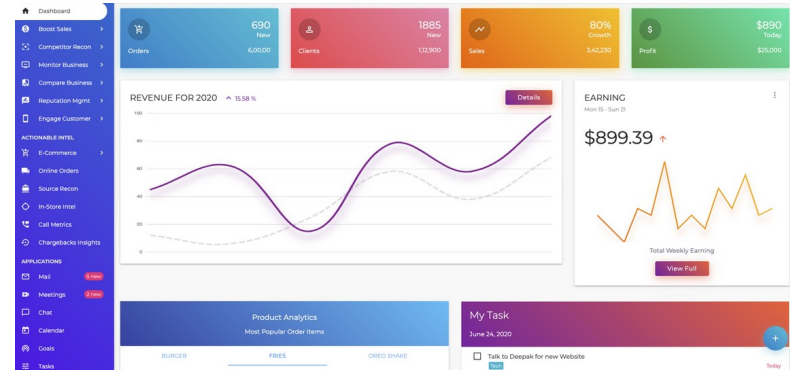 Dashboard
Boost Sales
Competitor Recon
Monitor Business
Compare Business
Reputation Mgmt
Engage Customer
ACTIONABLE INTEL
E-Commerce
Online Orders
Source Recon
In-Store Intel
Call Metrics
Chargebacks Insights
APPLICATIONS
Mail 5 new
Meetings 2 new
Chat
Calendar
Goals
Tasks
690
New
Orders 6,00,00
1885
New
Clients 1,12,900
80%
Growth
Sales 3,42,230
$ $890
Today
Profit $25,000
REVENUE FOR 2020 15.58 % Details
100
80
60
40
20
0
EARNING
Mon 15 - Sun 21
$899.39
Total Weekly Earning
View Full
Product Analytics
Most Popular Order Items
BURGER FRIES OREO SHAKE
My Task
June 24, 2020
+
Talk to Deepak for new Website
Tech
Today